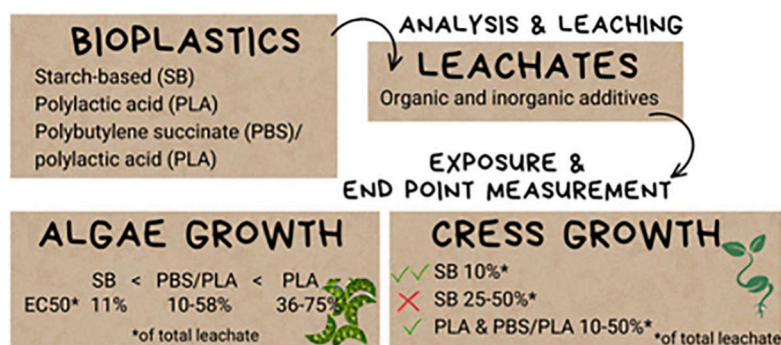 BIOPLASTICS
Starch-based (SB)
Polylactic acid (PLA)
Polybutylene succinate (PBS)/
polylactic acid (PLA)
ANALYSIS & LEACHING
LEACHATES
Organic and inorganic additives
EXPOSURE &
END POINT MEASUREMENT
ALGAE GROWTH
SB < PBS/PLA < PLA
EC50* 11% 10-58% 36-75%
*of total leachate
CRESS GROWTH
✓✓ SB 10%*
✗ SB 25-50%*
✓ PLA & PBS/PLA 10-50%*
*of total leachate